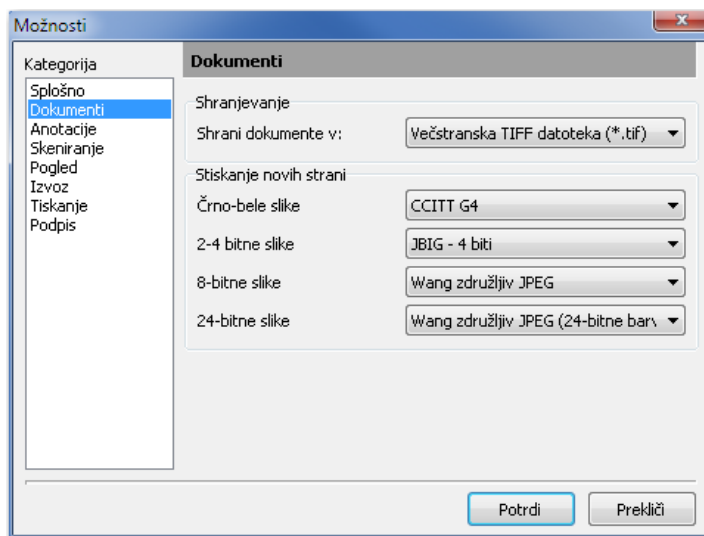 Možnosti
Kategorija
Splošno
Dokumenti
Anotacije
Skeniranje
Pogled
Izvoz
Tiskanje
Podpis
Dokumenti
Shranjevanje
Shrani dokumente v: Večstranska TIFF datoteka (*.tif)
Stiskanje novih strani
Črno-bele slike CCITT G4
2-4 bitne slike JBIG - 4 biti
8-bitne slike Wang združljiv JPEG
24-bitne slike Wang združljiv JPEG (24-bitne barv
Potrdi Prekliči